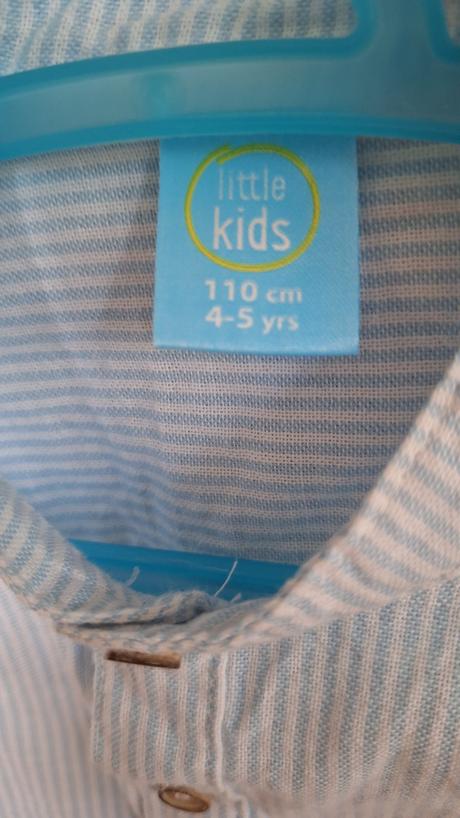 little
kids
110 cm
4-5 yrs